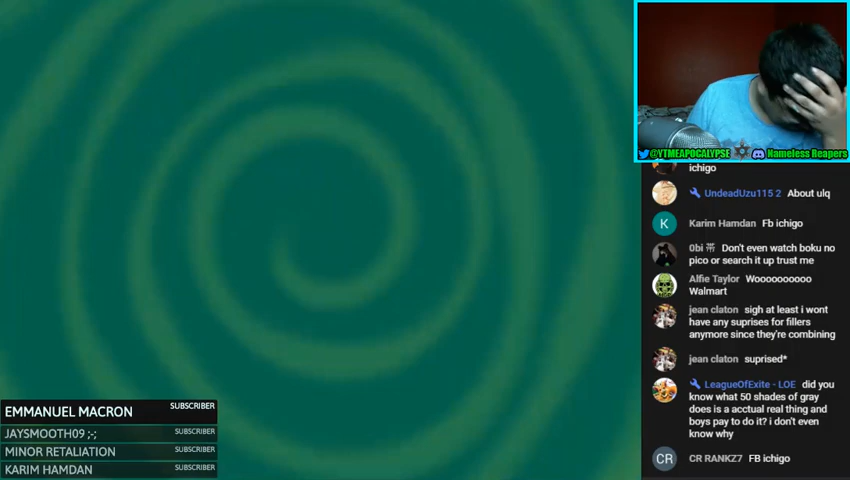 @YTMEAPOCALYPSE Nameless Reapers
ichigo
UndeadUzu115 2 About ulq
Karim Hamdan Fb ichigo
0bi 帯 Don't even watch boku no
pico or search it up trust me
Alfie Taylor Woooooooooo
Walmart
jean claton sigh at least i wont
have any suprises for fillers
anymore since they're combining
jean claton suprised*
LeagueOfExite - LOE did you
know what 50 shades of gray
does is a acctual real thing and
boys pay to do it? i don't even
know why
CR RANKZ7 FB ichigo
EMMANUEL MACRON SUBSCRIBER
JAYSMOOTH09 ;-; SUBSCRIBER
MINOR RETALIATION SUBSCRIBER
KARIM HAMDAN SUBSCRIBER